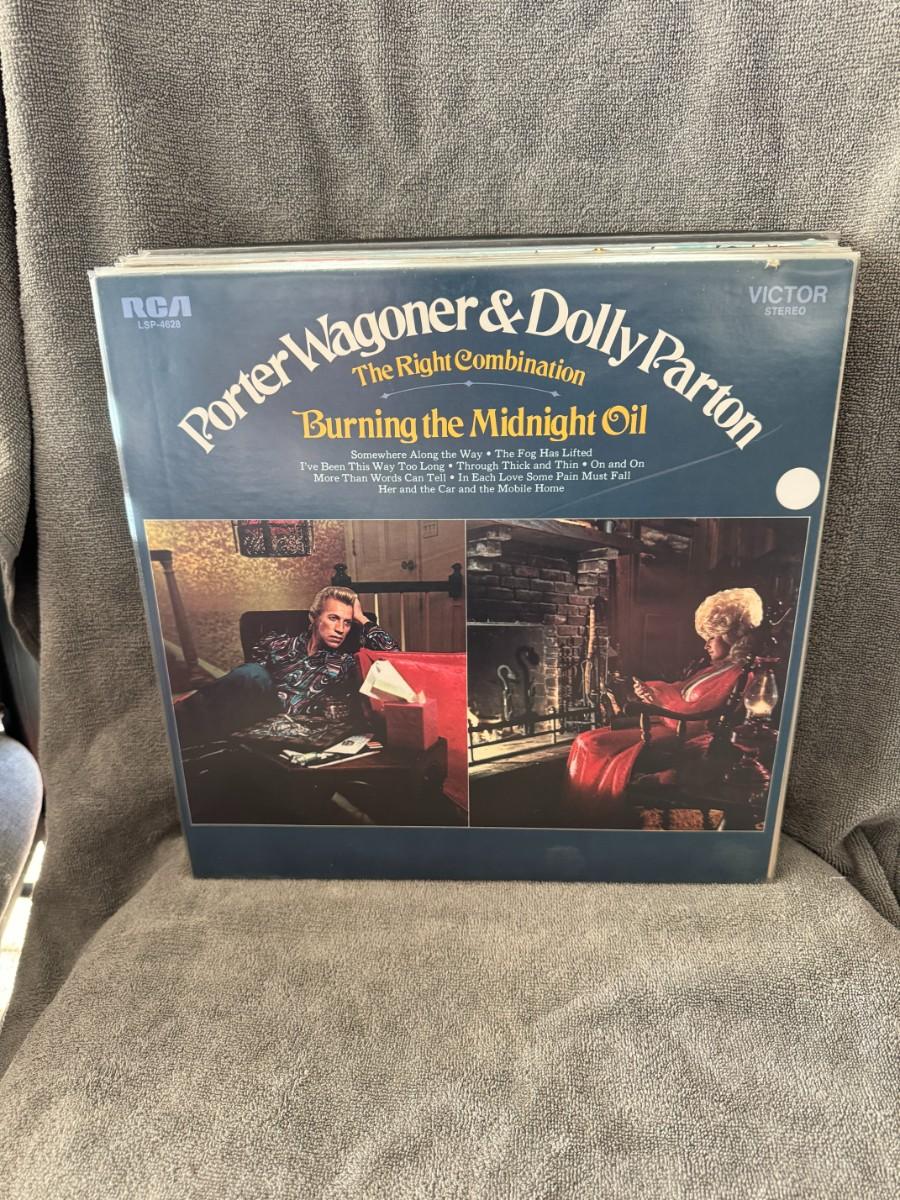 RCA
LSP-4628
VICTOR
STEREO
Porter Wagoner & Dolly Parton
The Right Combination
Burning the Midnight Oil
Somewhere Along the Way • The Fog Has Lifted
I've Been This Way Too Long • Through Thick and Thin • On and On
More Than Words Can Tell • In Each Love Some Pain Must Fall
Her and the Car and the Mobile Home